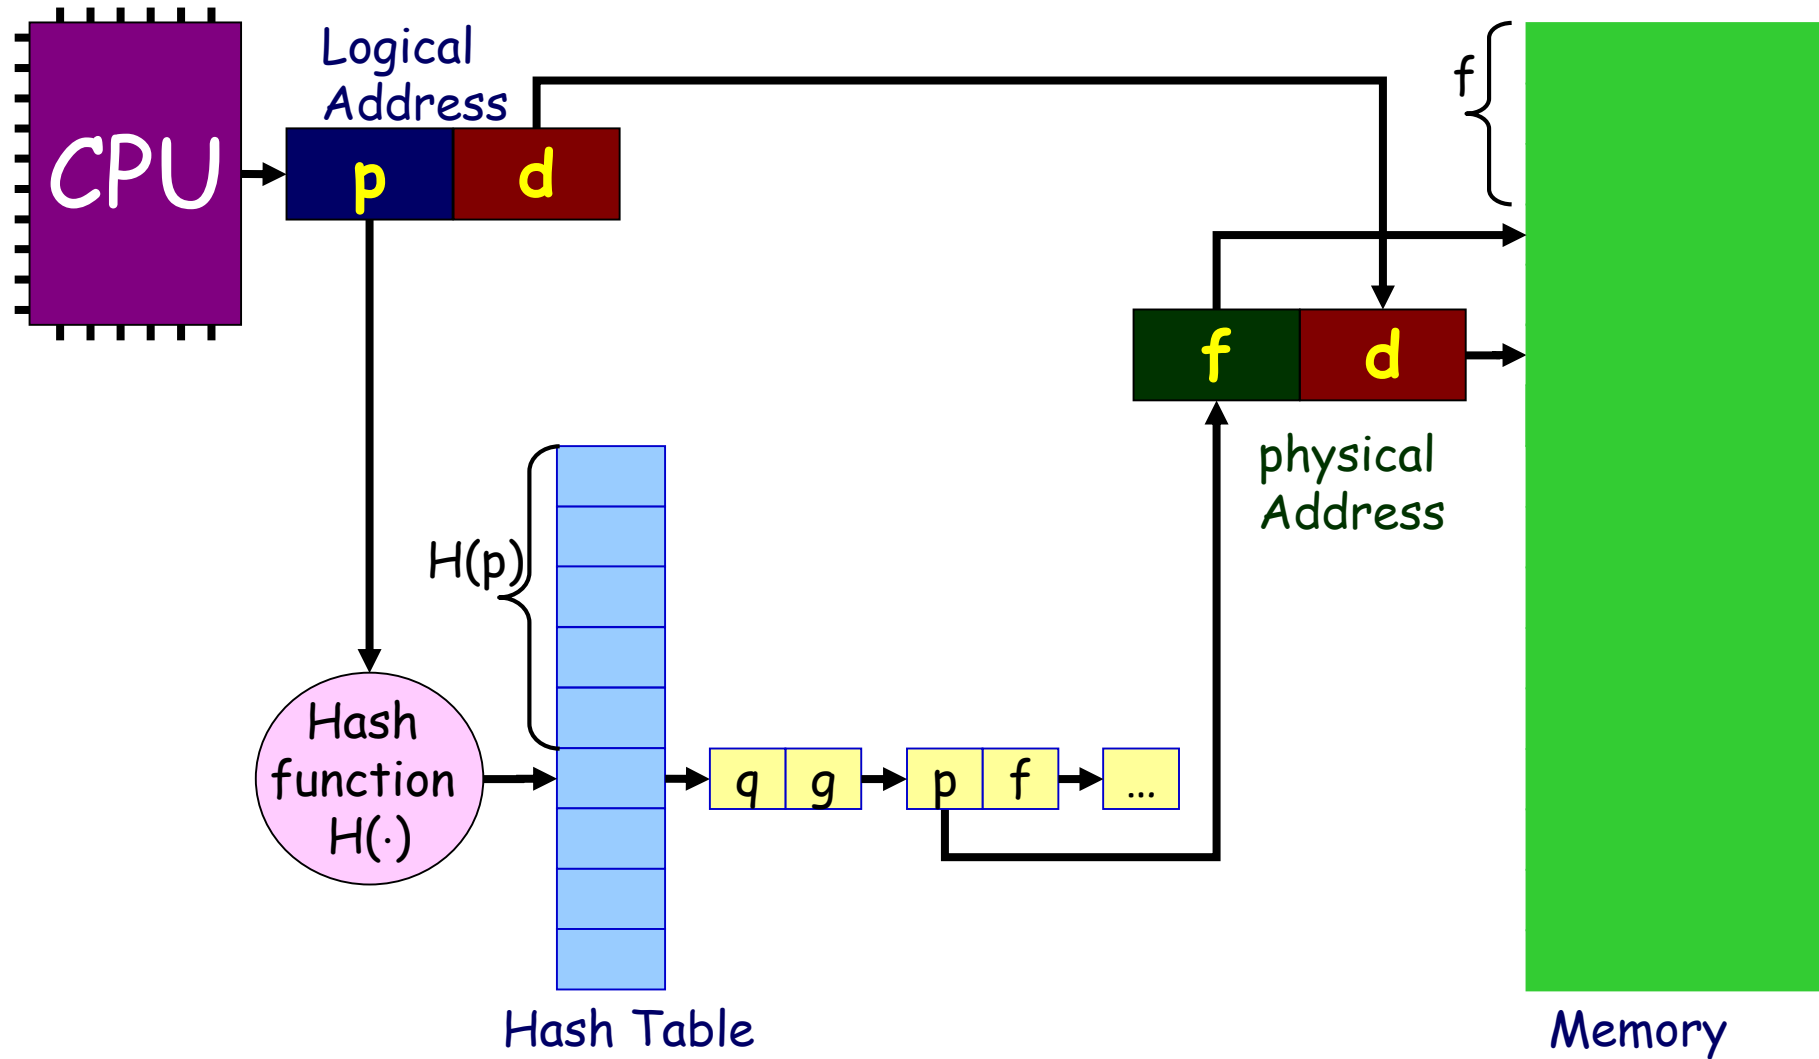 CPU
Logical
Address
p d
f
f d
physical
Address
H(p)
Hash
function
H(·)
q g
p f
...
Hash Table
Memory